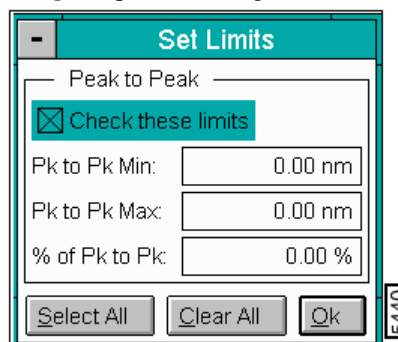 Set Limits
Peak to Peak
Check these limits
Pk to Pk Min: 0.00 nm
Pk to Pk Max: 0.00 nm
% of Pk to Pk: 0.00 %
Select All Clear All Ok